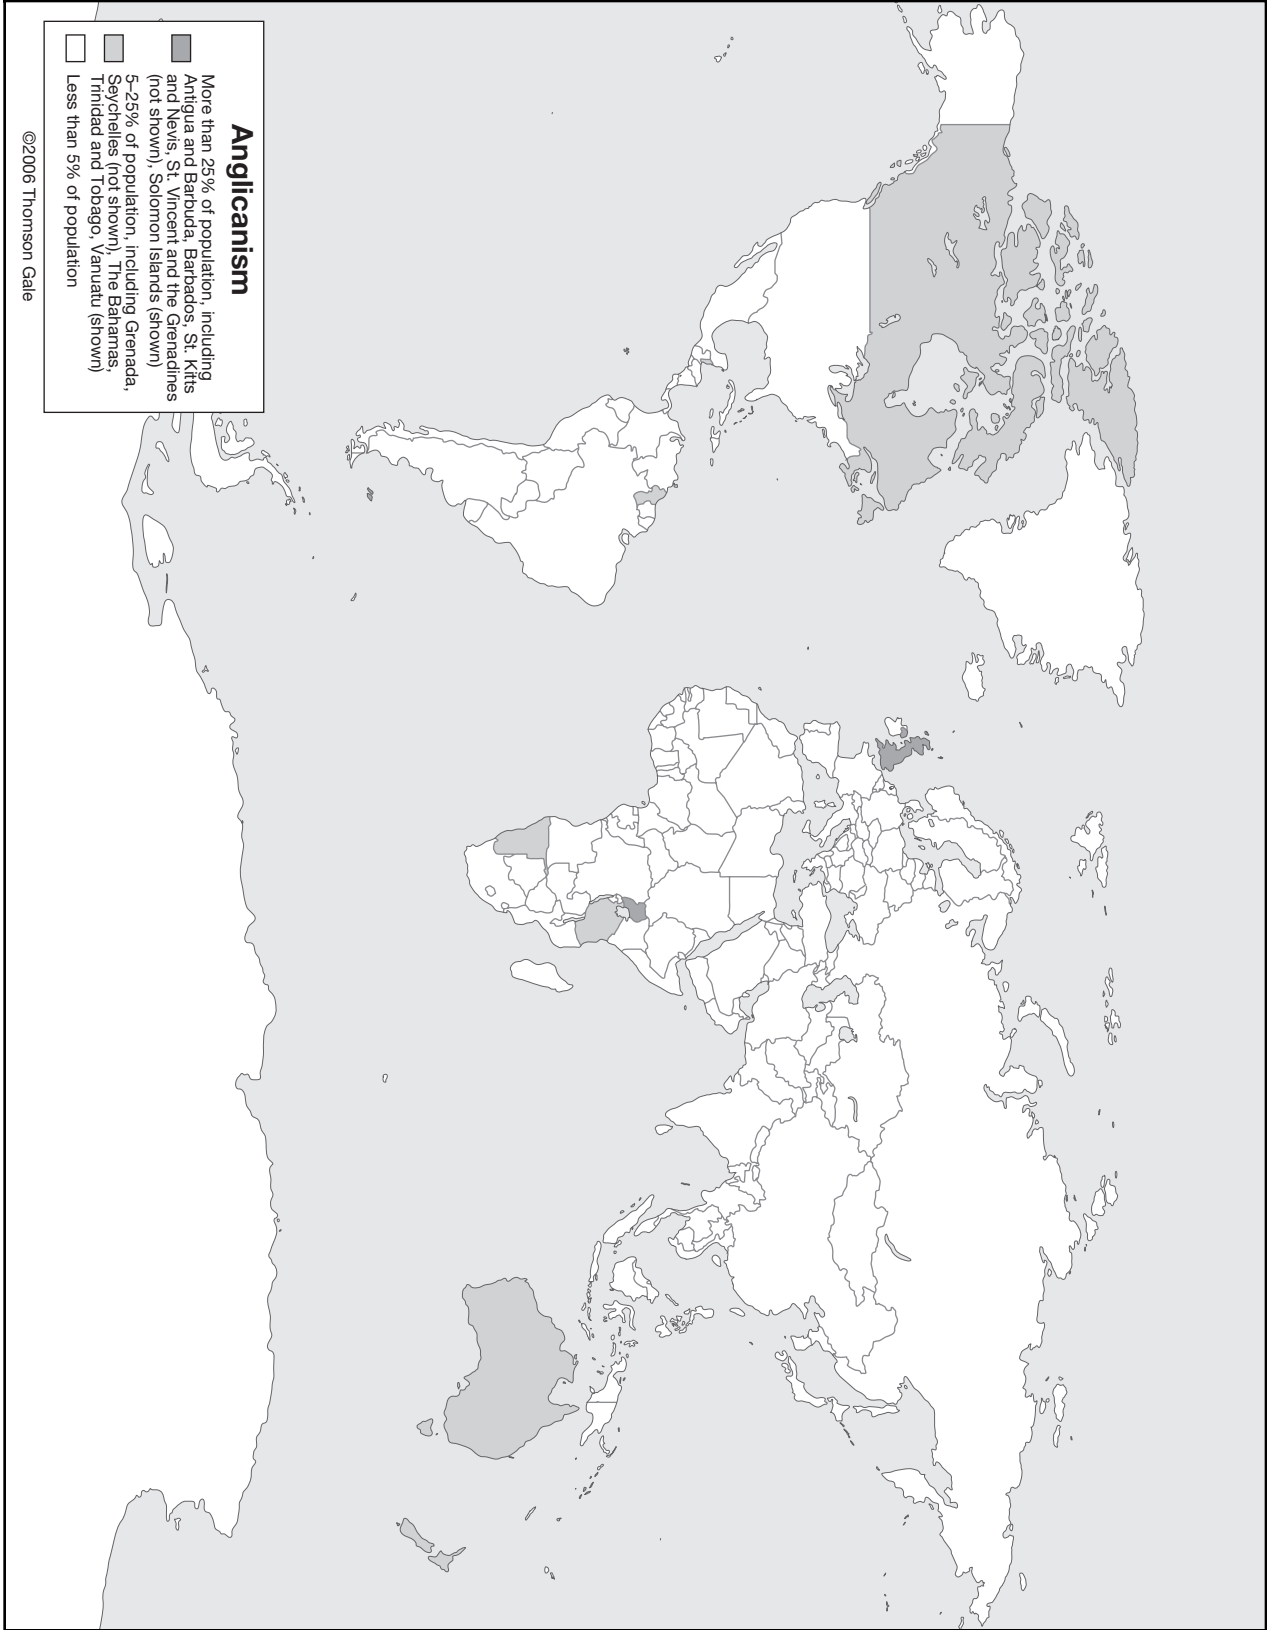 Anglicanism
More than 25% of population, including
Antigua and Barbuda, Barbados, St. Kitts
and Nevis, St. Vincent and the Grenadines
(not shown), Solomon Islands (shown)
5–25% of population, including Grenada,
Seychelles (not shown), The Bahamas,
Trinidad and Tobago, Vanuatu (shown)
Less than 5% of population
©2006 Thomson Gale